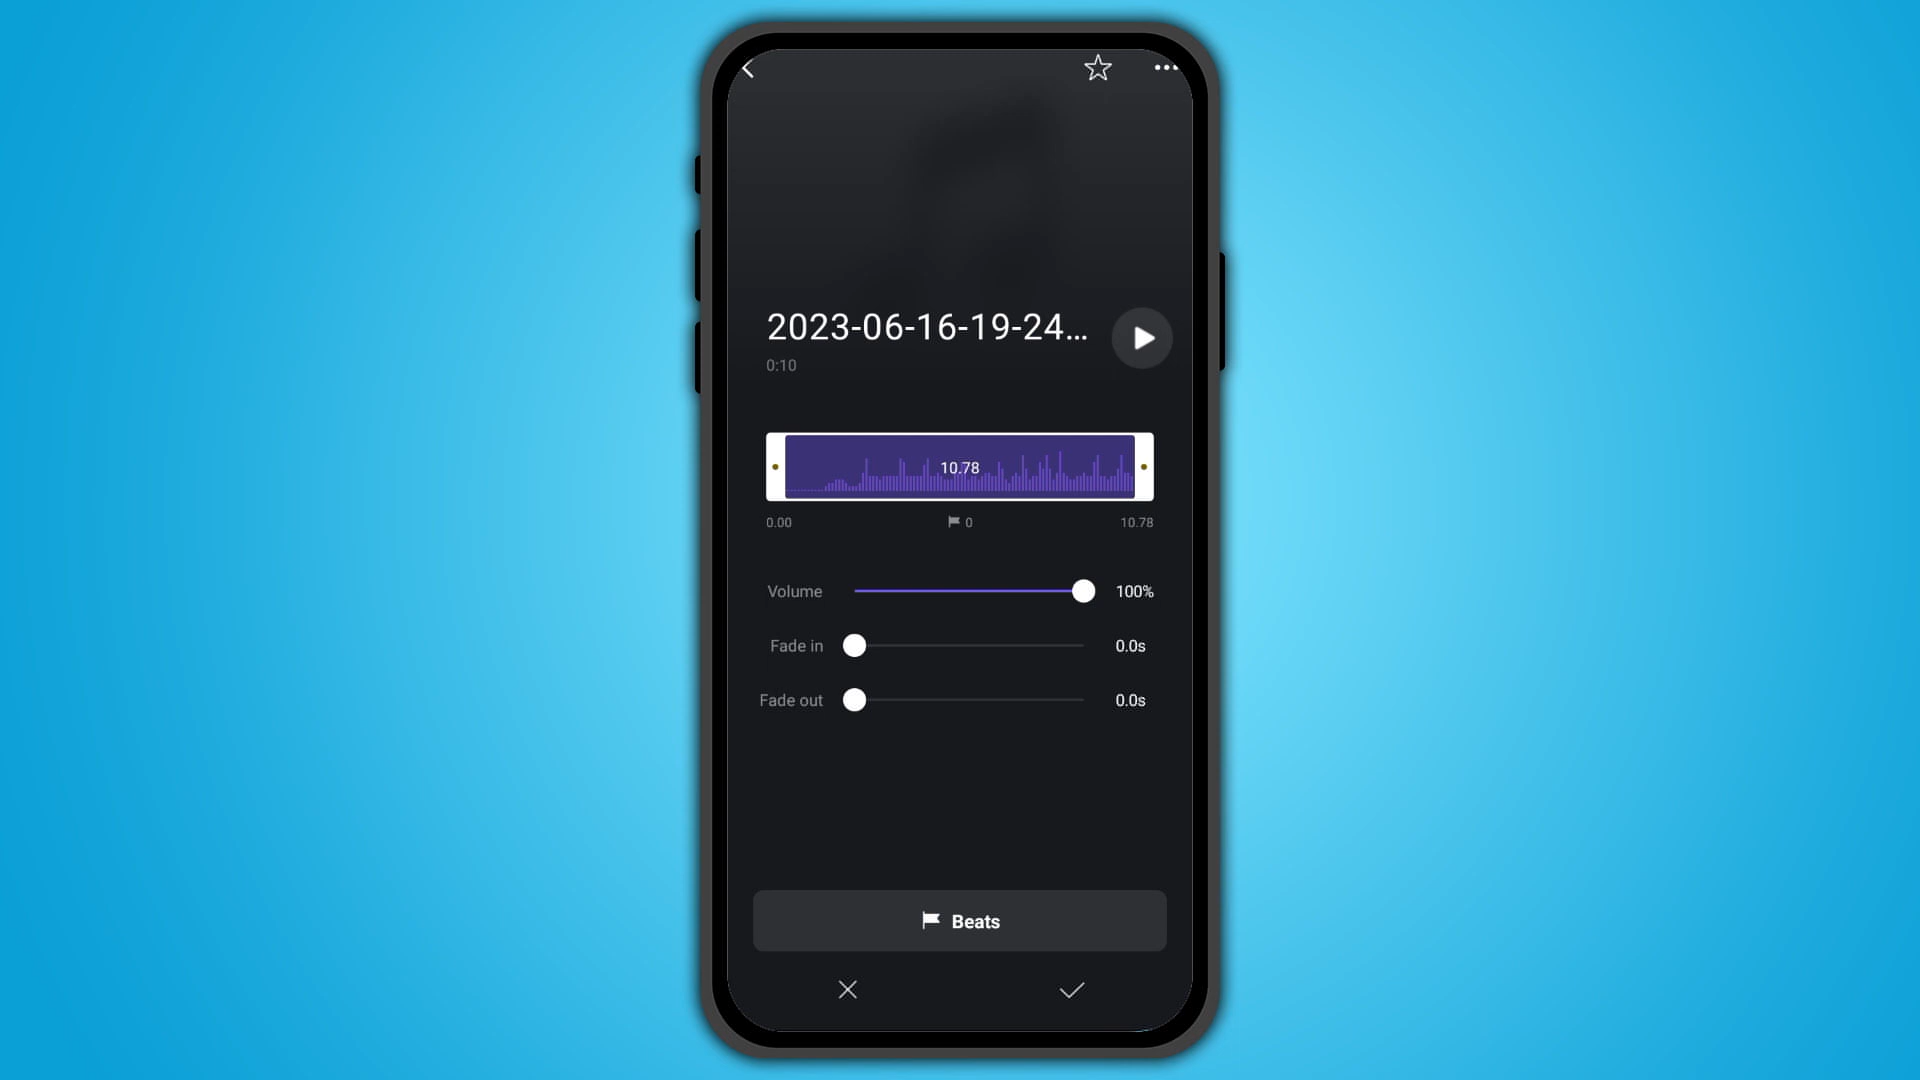 2023-06-16-19-24...
0:10
10.78
0.00 0 10.78
Volume 100%
Fade in 0.0s
Fade out 0.0s
Beats